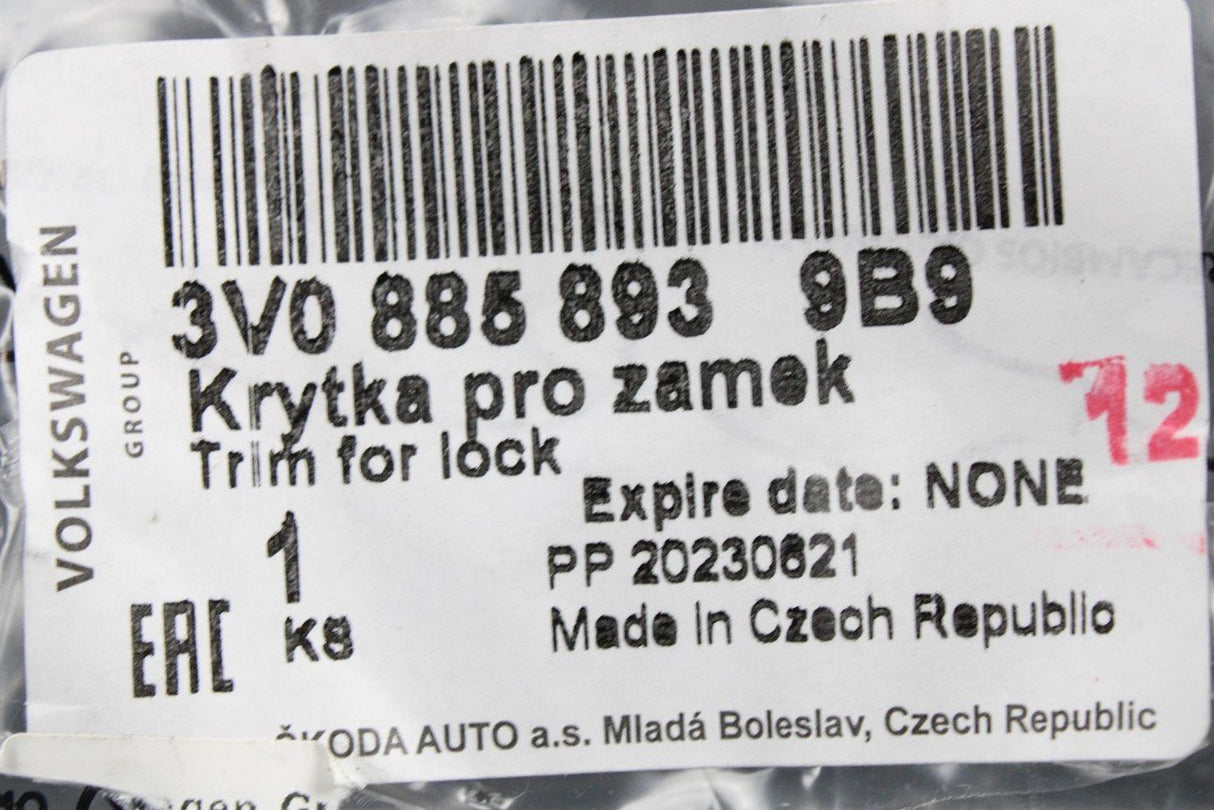 VOLKSWAGEN
GROUP
3V0 885 893 9B9
Krytka pro zamek
Trim for lock
12
Expire date: NONE
1
PP 20230621
ks
Made in Czech Republic
EAC
ŠKODA AUTO a.s. Mladá Boleslav, Czech Republic